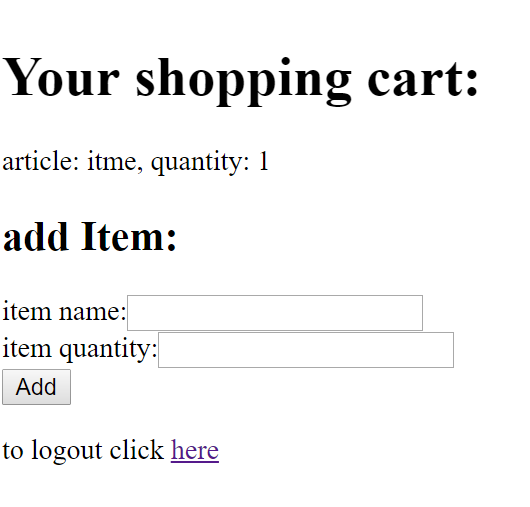 Your shopping cart:
article: itme, quantity: 1
add Item:
item name:
item quantity:
Add
to logout click here